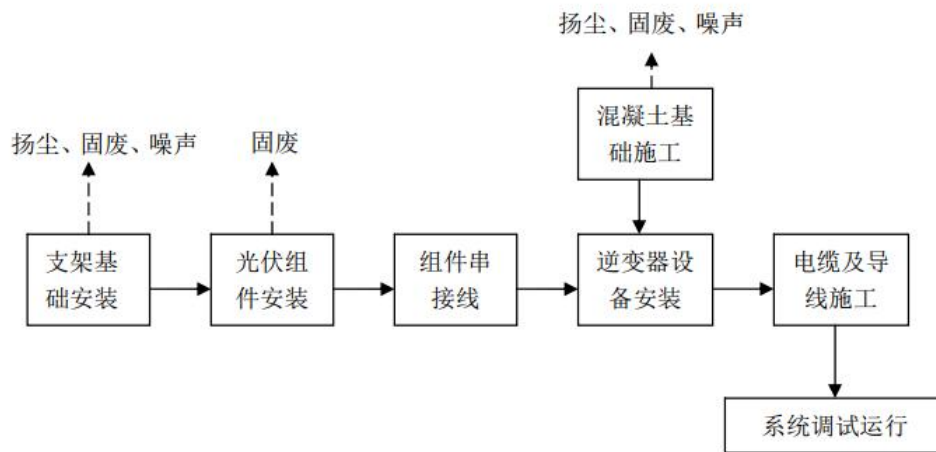 扬尘、固废、噪声
混凝土基
础施工
扬尘、固废、噪声
固废
支架基
础安装
光伏组
件安装
组件串
接线
逆变器设
备安装
电缆及导
线施工
系统调试运行